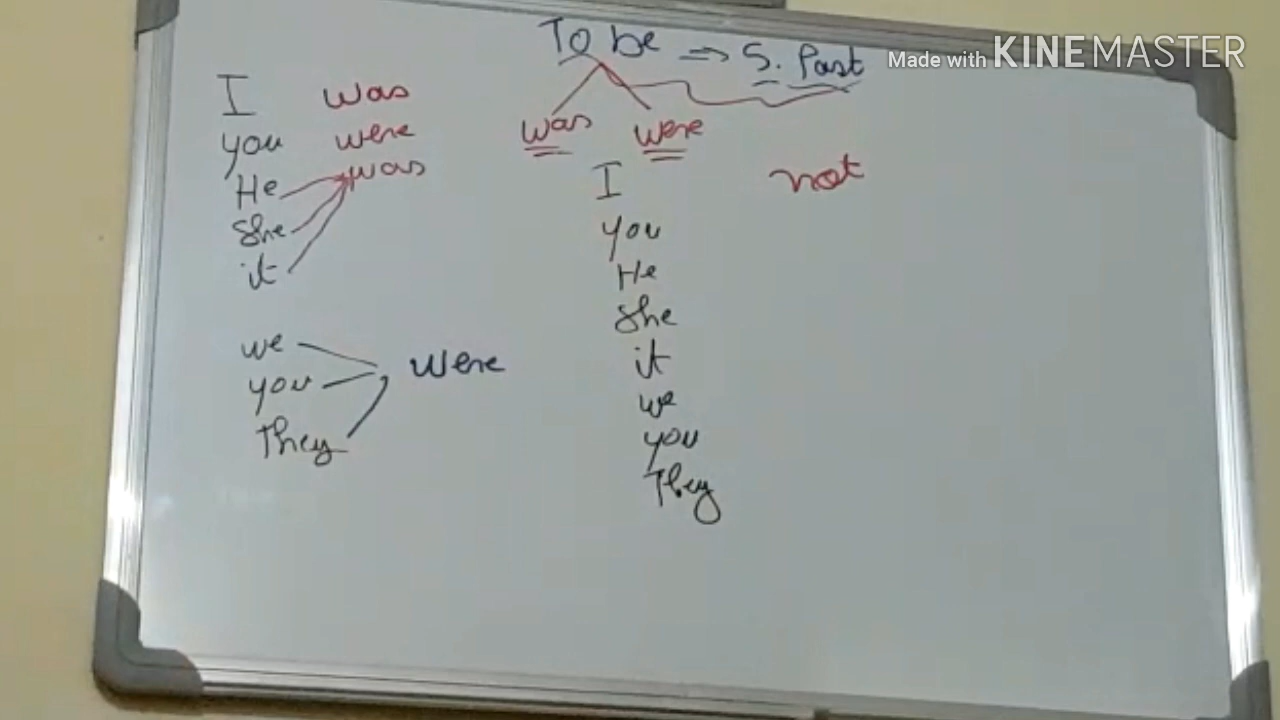 To be ⇒ S. Past
Made with KINEMASTER
was were
I was
you were
He was
She
it
we
you were
They
I not
you
He
she
it
we
you
They